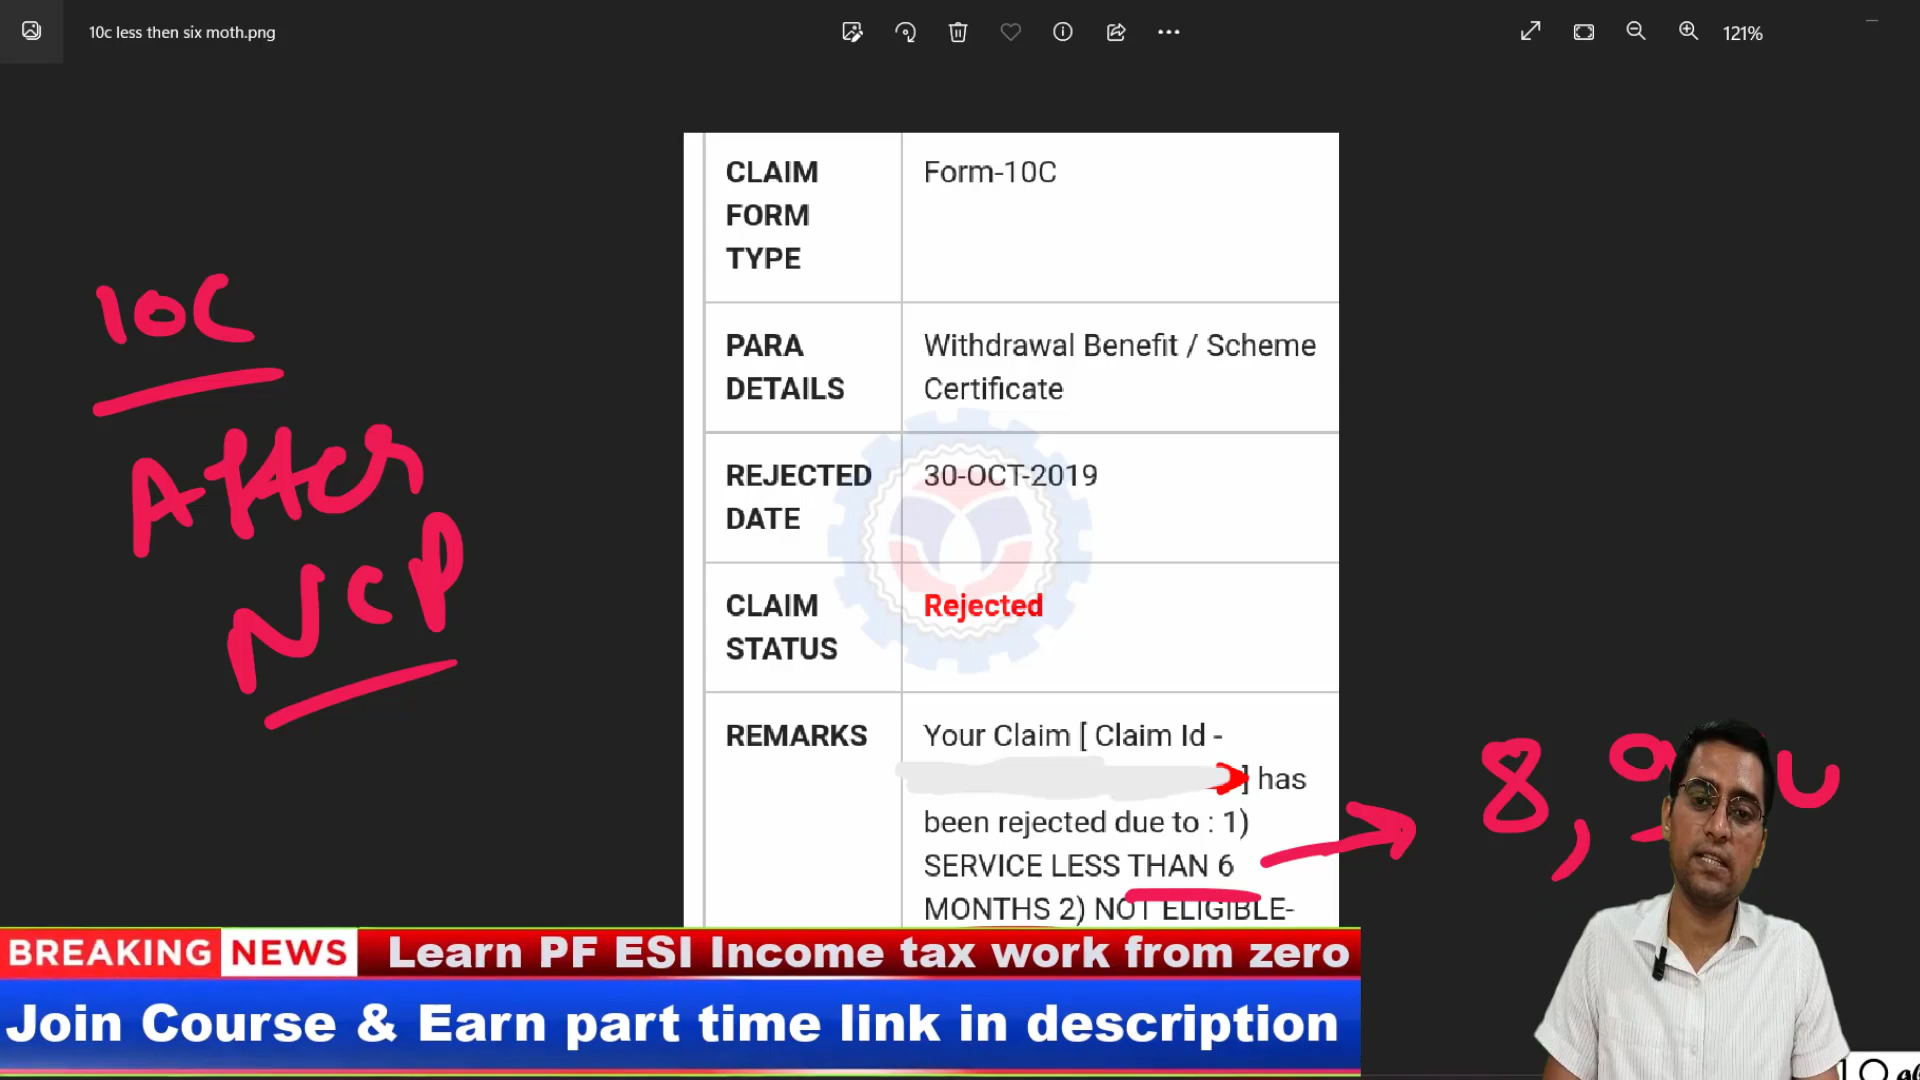 10c less then six moth.png
121%
CLAIM
FORM
TYPE
Form-10C
PARA
DETAILS
Withdrawal Benefit / Scheme
Certificate
REJECTED
DATE
30-OCT-2019
CLAIM
STATUS
Rejected
REMARKS
Your Claim [ Claim Id -
] has
been rejected due to : 1)
SERVICE LESS THAN 6
MONTHS 2) NOT ELIGIBLE-
10C
After
NCP
8,
BREAKING NEWS
Learn PF ESI Income tax work from zero
Join Course & Earn part time link in description